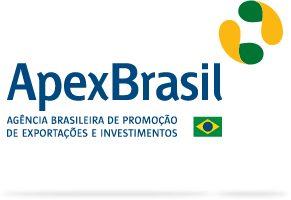 ApexBrasil
AGÊNCIA BRASILEIRA DE PROMOÇÃO
DE EXPORTAÇÕES E INVESTIMENTOS